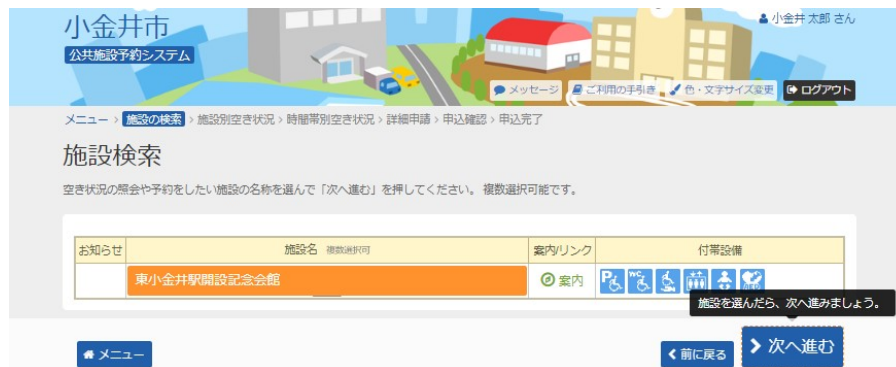 小金井市
小金井 太郎 さん
公共施設予約システム
メッセージ
ご利用の手引き
色・文字サイズ変更
ログアウト
メニュー > 施設の検索 > 施設別空き状況 > 時間帯別空き状況 > 詳細申請 > 申込確認 > 申込完了
施設検索
空き状況の照会や予約をしたい施設の名称を選んで「次へ進む」を押してください。 複数選択可能です。
お知らせ 施設名 複数選択可 案内/リンク 付帯設備
東小金井駅開設記念会館 案内 P WC
施設を選んだら、次へ進みましょう。
メニュー 前に戻る 次へ進む